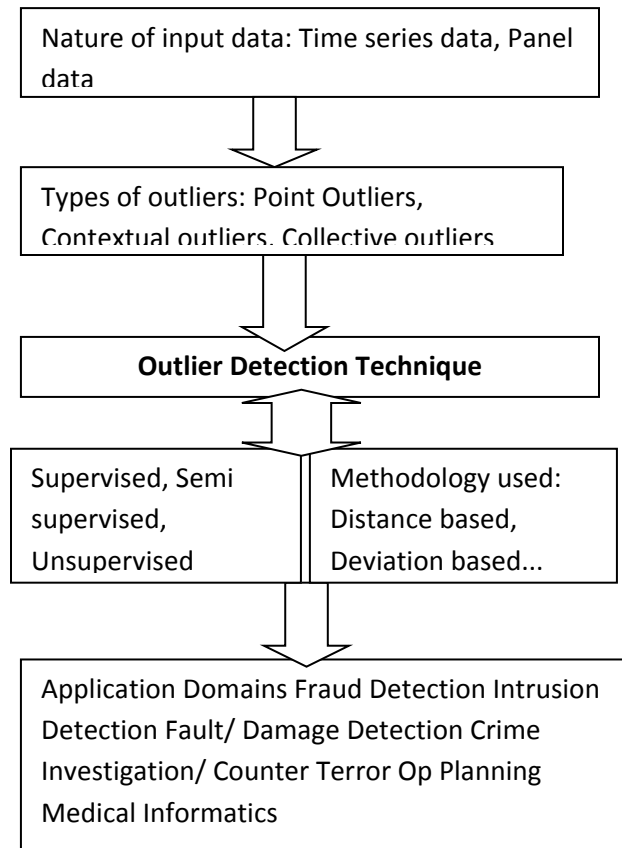 Nature of input data: Time series data, Panel
data
Types of outliers: Point Outliers,
Contextual outliers, Collective outliers
Outlier Detection Technique
Supervised, Semi
supervised,
Unsupervised
Methodology used:
Distance based,
Deviation based...
Application Domains Fraud Detection Intrusion
Detection Fault/ Damage Detection Crime
Investigation/ Counter Terror Op Planning
Medical Informatics